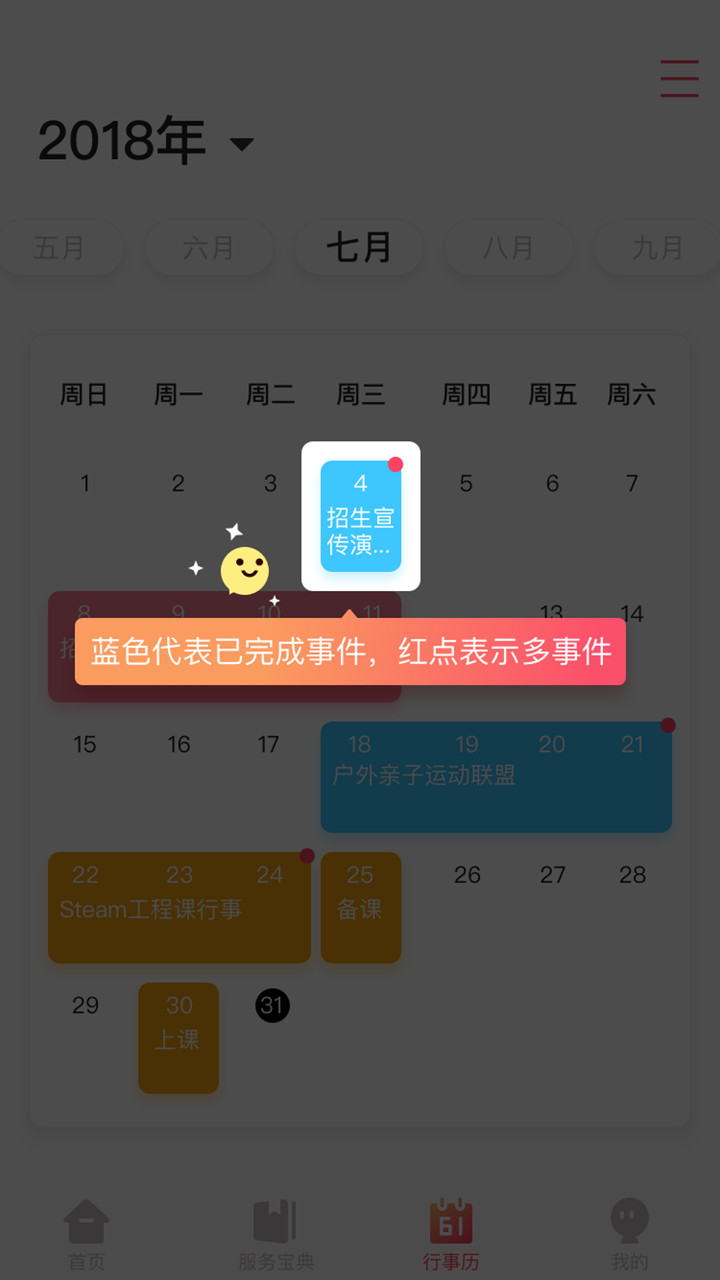 2018年
五月 六月 七月 八月 九月
周日 周一 周二 周三 周四 周五 周六
1 2 3 4 5 6 7
招生宣
传演...
8 9 10 11 13 14
招
蓝色代表已完成事件，红点表示多事件
15 16 17 18 19 20 21
户外亲子运动联盟
22 23 24 25 26 27 28
Steam工程课行事 备课
29 30 31
上课
61
首页 服务宝典 行事历 我的